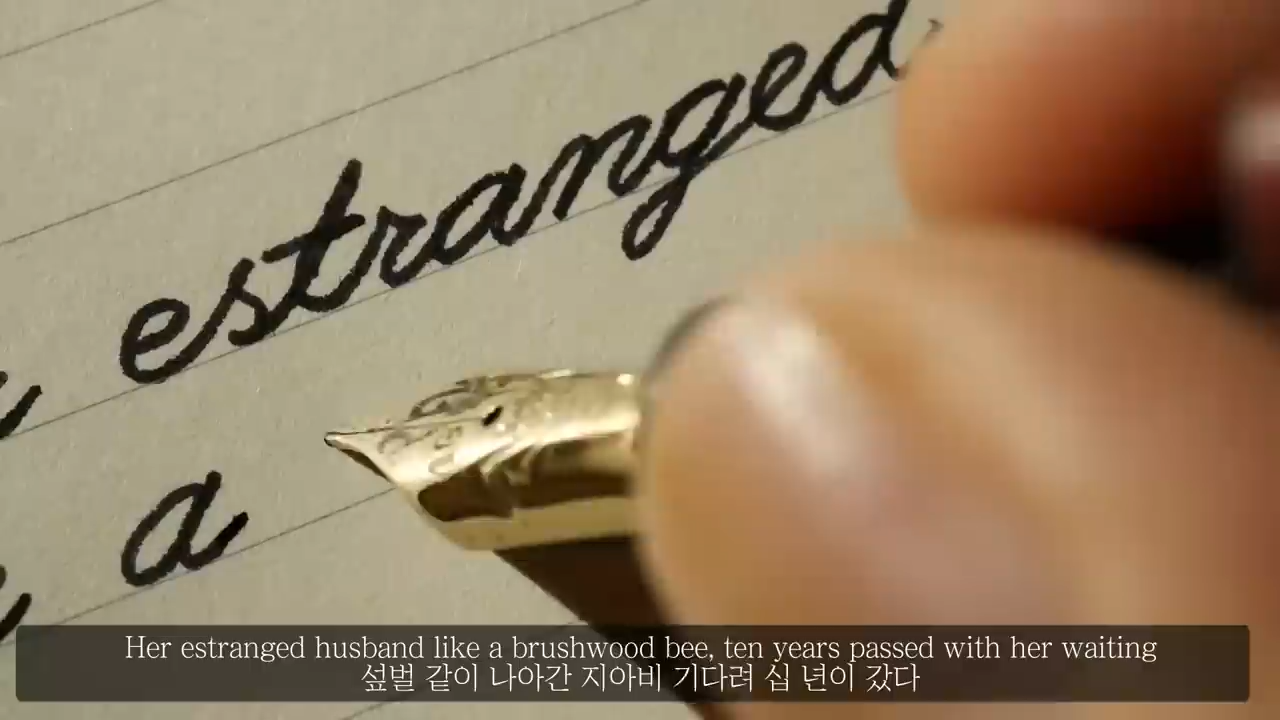 estranged
a
Her estranged husband like a brushwood bee, ten years passed with her waiting
섶벌 같이 나아간 지아비 기다려 십 년이 갔다